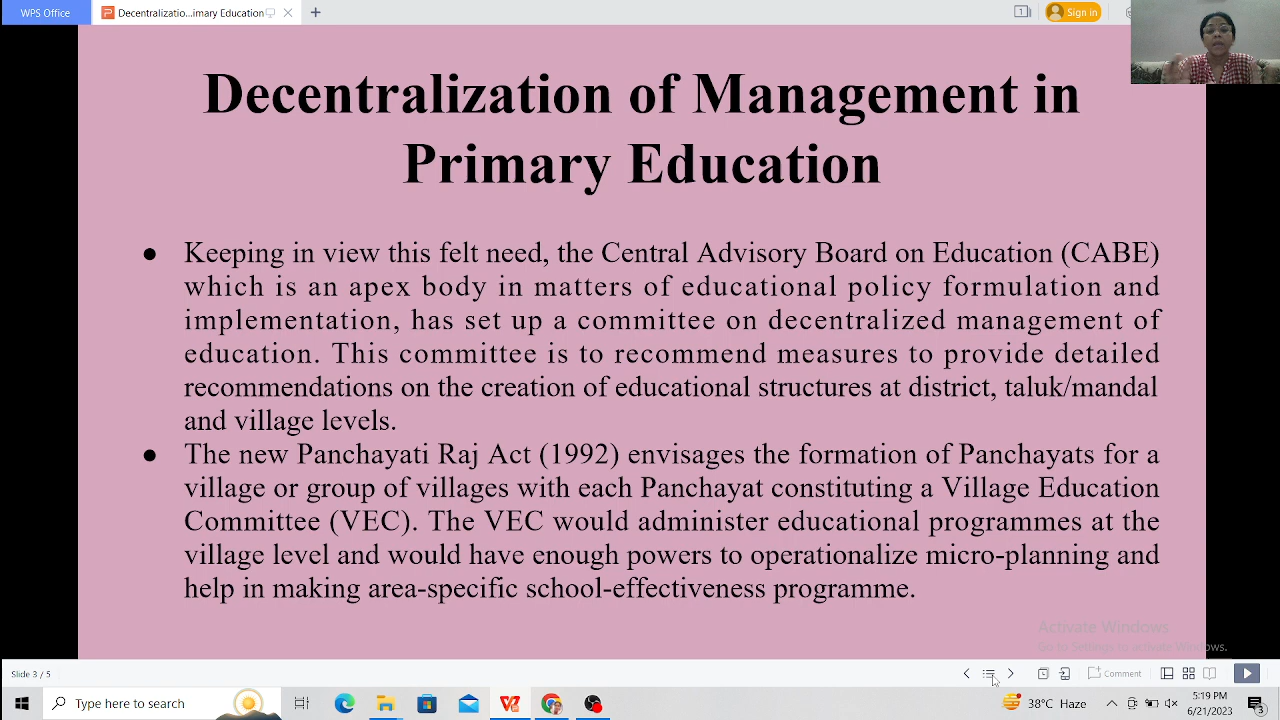 WPS Office
Decentralizatio...imary Education
Sign in
Decentralization of Management in
Primary Education
● Keeping in view this felt need, the Central Advisory Board on Education (CABE)
which is an apex body in matters of educational policy formulation and
implementation, has set up a committee on decentralized management of
education. This committee is to recommend measures to provide detailed
recommendations on the creation of educational structures at district, taluk/mandal
and village levels.
● The new Panchayati Raj Act (1992) envisages the formation of Panchayats for a
village or group of villages with each Panchayat constituting a Village Education
Committee (VEC). The VEC would administer educational programmes at the
village level and would have enough powers to operationalize micro-planning and
help in making area-specific school-effectiveness programme.
Activate Windows
Go to Settings to activate Windows.
Slide 3 / 5
Comment
Type here to search
38°C Haze
5:19 PM
6/21/2023
3